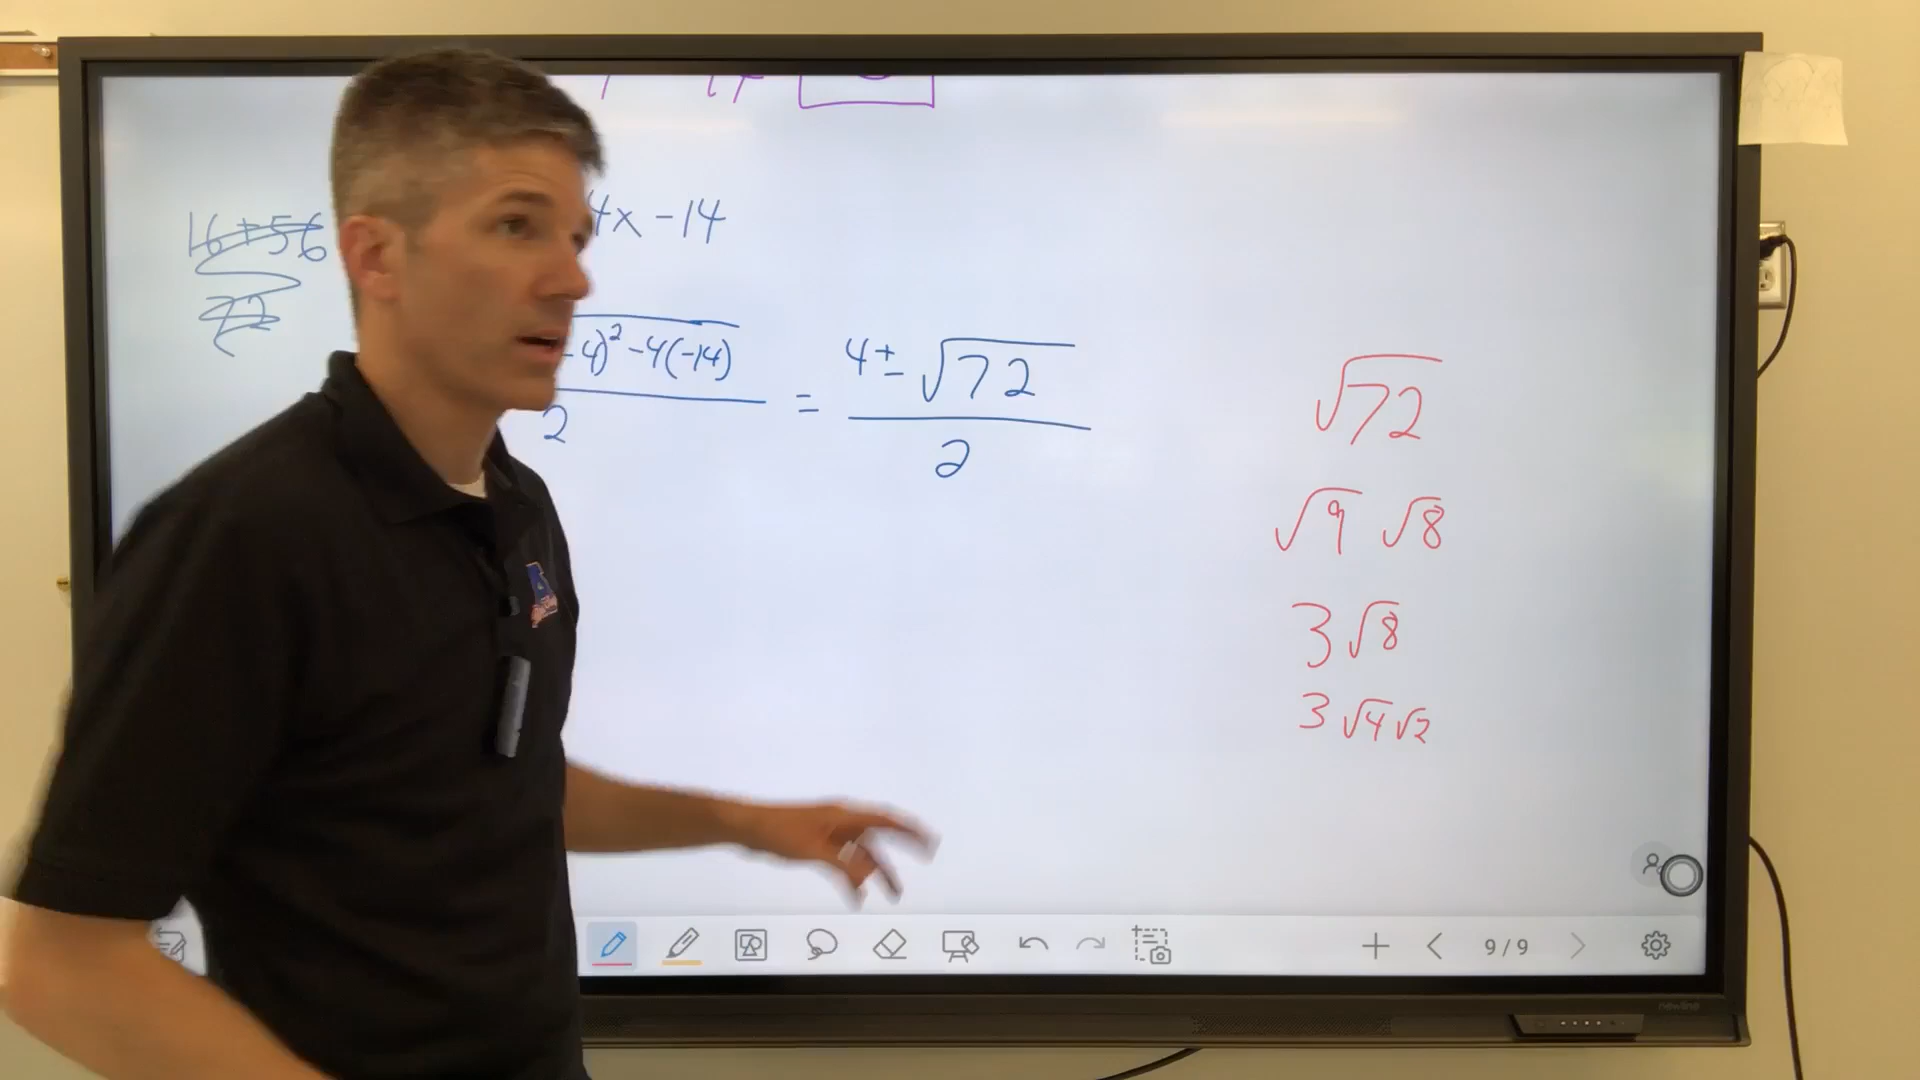 4x - 14
16 + 56
72
-4)² - 4(-14)
2
=
4 ± √72
2
√72
√9 √8
3 √8
3 √4 √2
9/9
newline